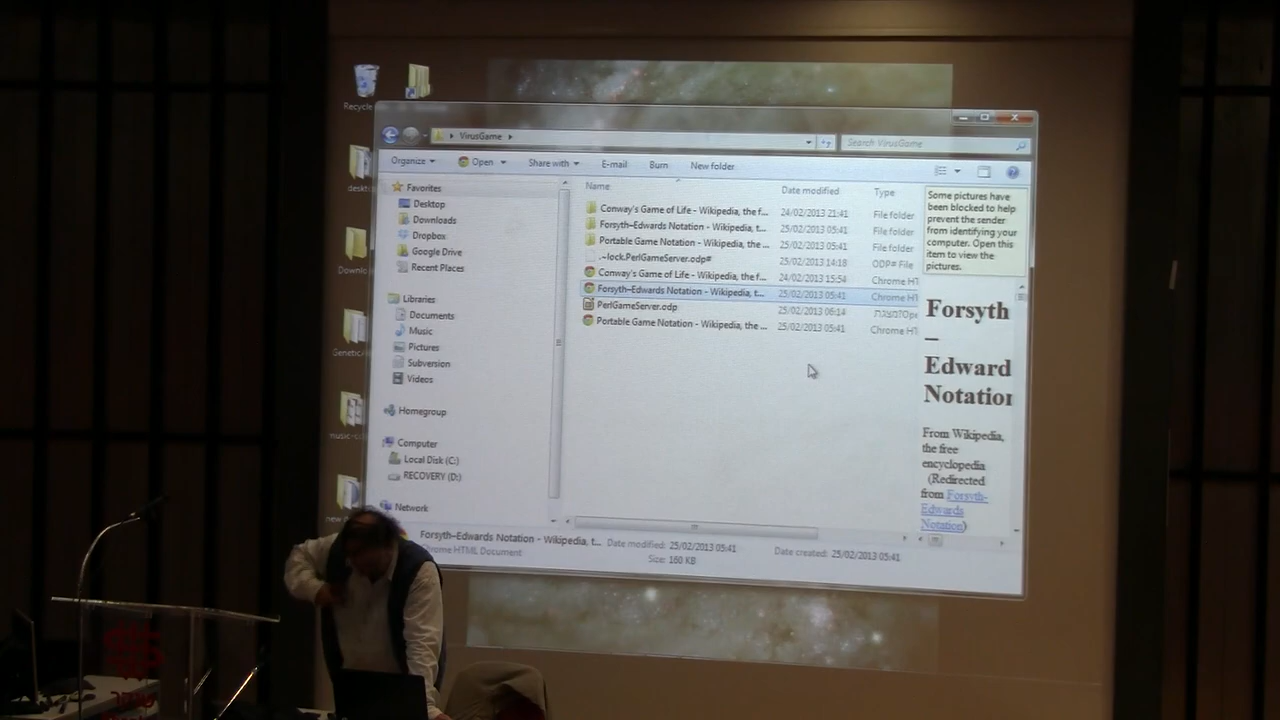 Recycle
VirusGame
Search VirusGame
Organize
Open
Share with
E-mail
Burn
New folder
Favorites
Desktop
Downloads
Dropbox
Google Drive
Recent Places
Libraries
Documents
Music
Pictures
Subversion
Videos
Homegroup
Computer
Local Disk (C:)
RECOVERY (D:)
Network
Name
Date modified
Type
Conway's Game of Life - Wikipedia, the f...
24/02/2013 21:41
File folder
Forsyth–Edwards Notation - Wikipedia, t...
25/02/2013 05:41
File folder
Portable Game Notation - Wikipedia, the ...
25/02/2013 05:41
File folder
.~lock.PerlGameServer.odp#
25/02/2013 14:18
ODP# File
Conway's Game of Life - Wikipedia, the f...
24/02/2013 15:54
Chrome HT
Forsyth–Edwards Notation - Wikipedia, t...
25/02/2013 05:41
Chrome HT
PerlGameServer.odp
25/02/2013 06:14
Portable Game Notation - Wikipedia, the ...
25/02/2013 05:41
Chrome HT
Some pictures have
been blocked to help
prevent the sender
from identifying your
computer. Open this
item to view the
pictures.
Forsyth
–
Edward
Notation
From Wikipedia,
the free
encyclopedia
(Redirected
from Forsyth-
Edwards
Notation)
Forsyth–Edwards Notation - Wikipedia, t...
Date modified: 25/02/2013 05:41
Date created: 25/02/2013 05:41
Chrome HTML Document
Size: 160 KB